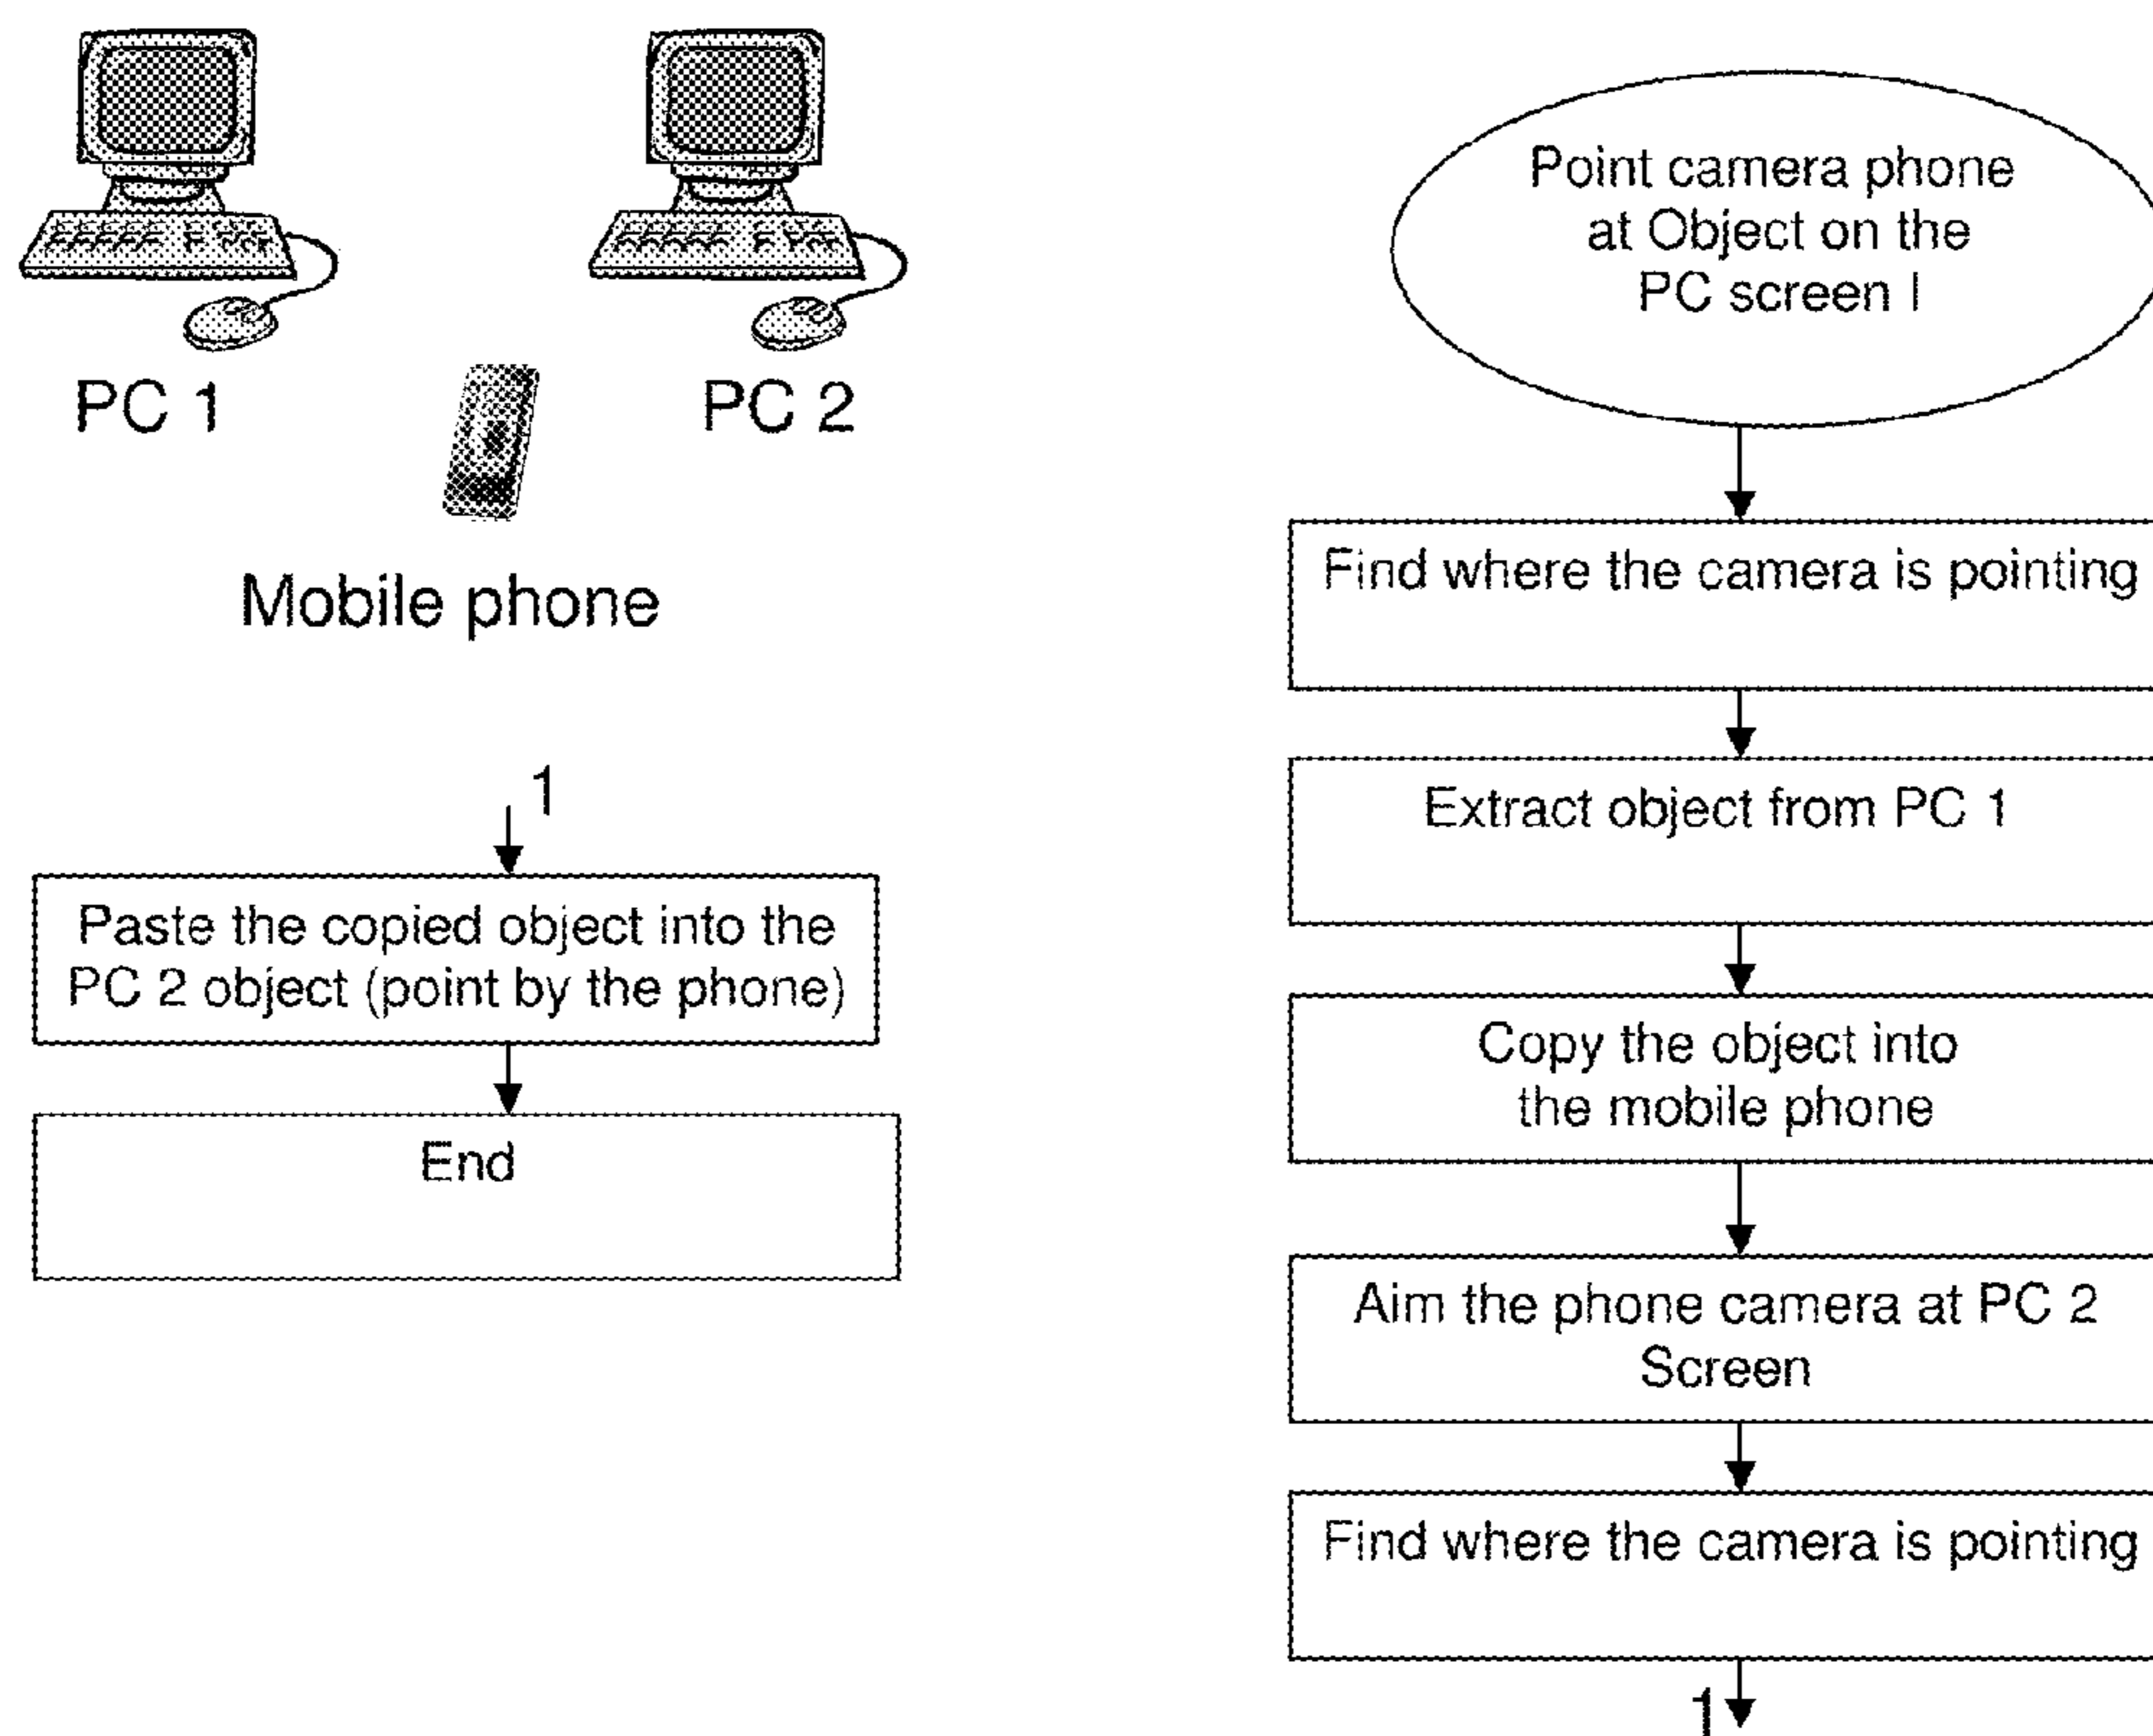 PC 1
PC 2
Mobile phone
1
Paste the copied object into the
PC 2 object (point by the phone)
End
Point camera phone
at Object on the
PC screen I
Find where the camera is pointing
Extract object from PC 1
Copy the object into
the mobile phone
Aim the phone camera at PC 2
Screen
Find where the camera is pointing
1